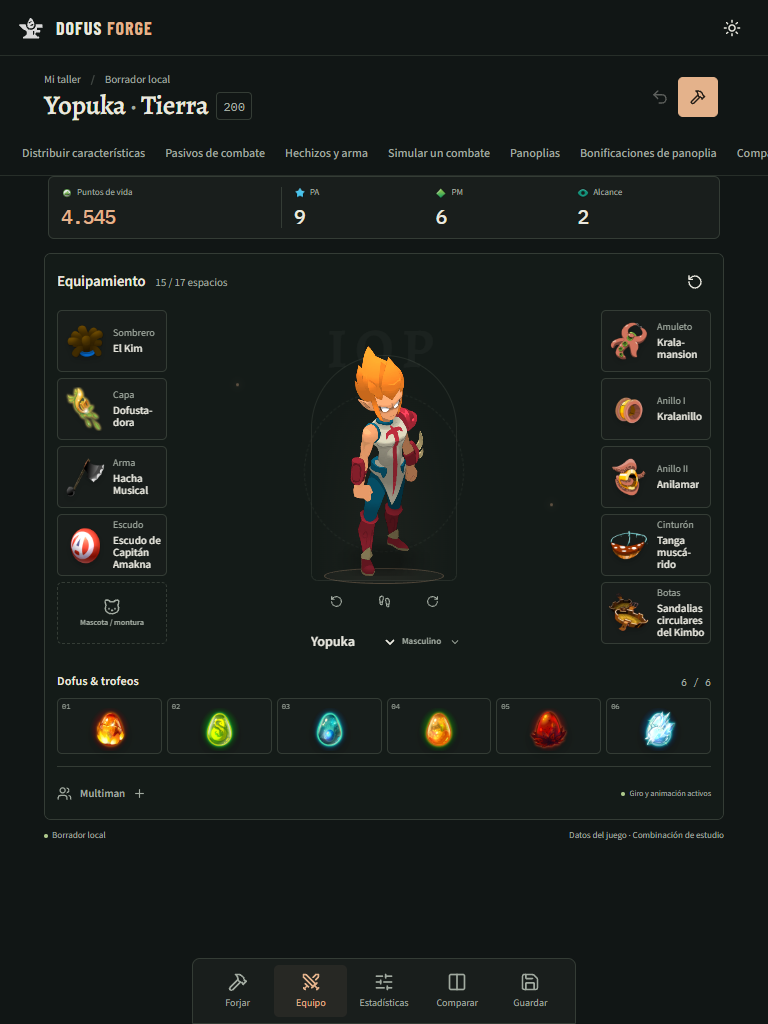 DOFUS FORGE
Mi taller / Borrador local
Yopuka · Tierra 200
Distribuir características Pasivos de combate Hechizos y arma Simular un combate Panoplias Bonificaciones de panoplia Comp
Puntos de vida
4.545
PA
9
PM
6
Alcance
2
Equipamiento 15 / 17 espacios
IOP
Sombrero
El Kim
Capa
Dofusta-
dora
Arma
Hacha
Musical
Escudo
Escudo de
Capitán
Amakna
Mascota / montura
Amuleto
Krala-
mansion
Anillo I
Kralanillo
Anillo II
Anilamar
Cinturón
Tanga
muscá-
rido
Botas
Sandalias
circulares
del Kimbo
Yopuka Masculino
Dofus & trofeos 6 / 6
01 02 03 04 05 06
Multiman
Giro y animación activos
Borrador local
Datos del juego · Combinación de estudio
Forjar Equipo Estadísticas Comparar Guardar